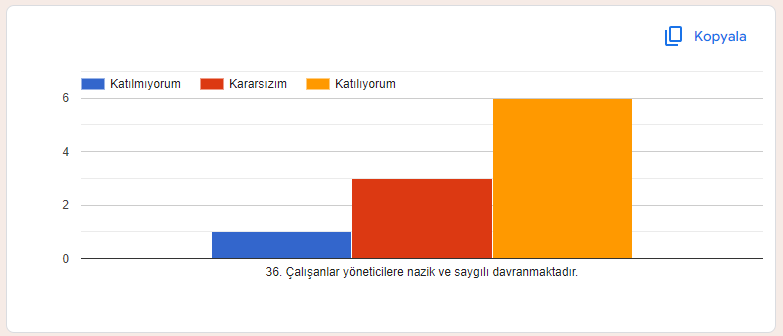 Kopyala
Katılmıyorum Kararsızım Katılıyorum
6
4
2
0
36. Çalışanlar yöneticilere nazik ve saygılı davranmaktadır.